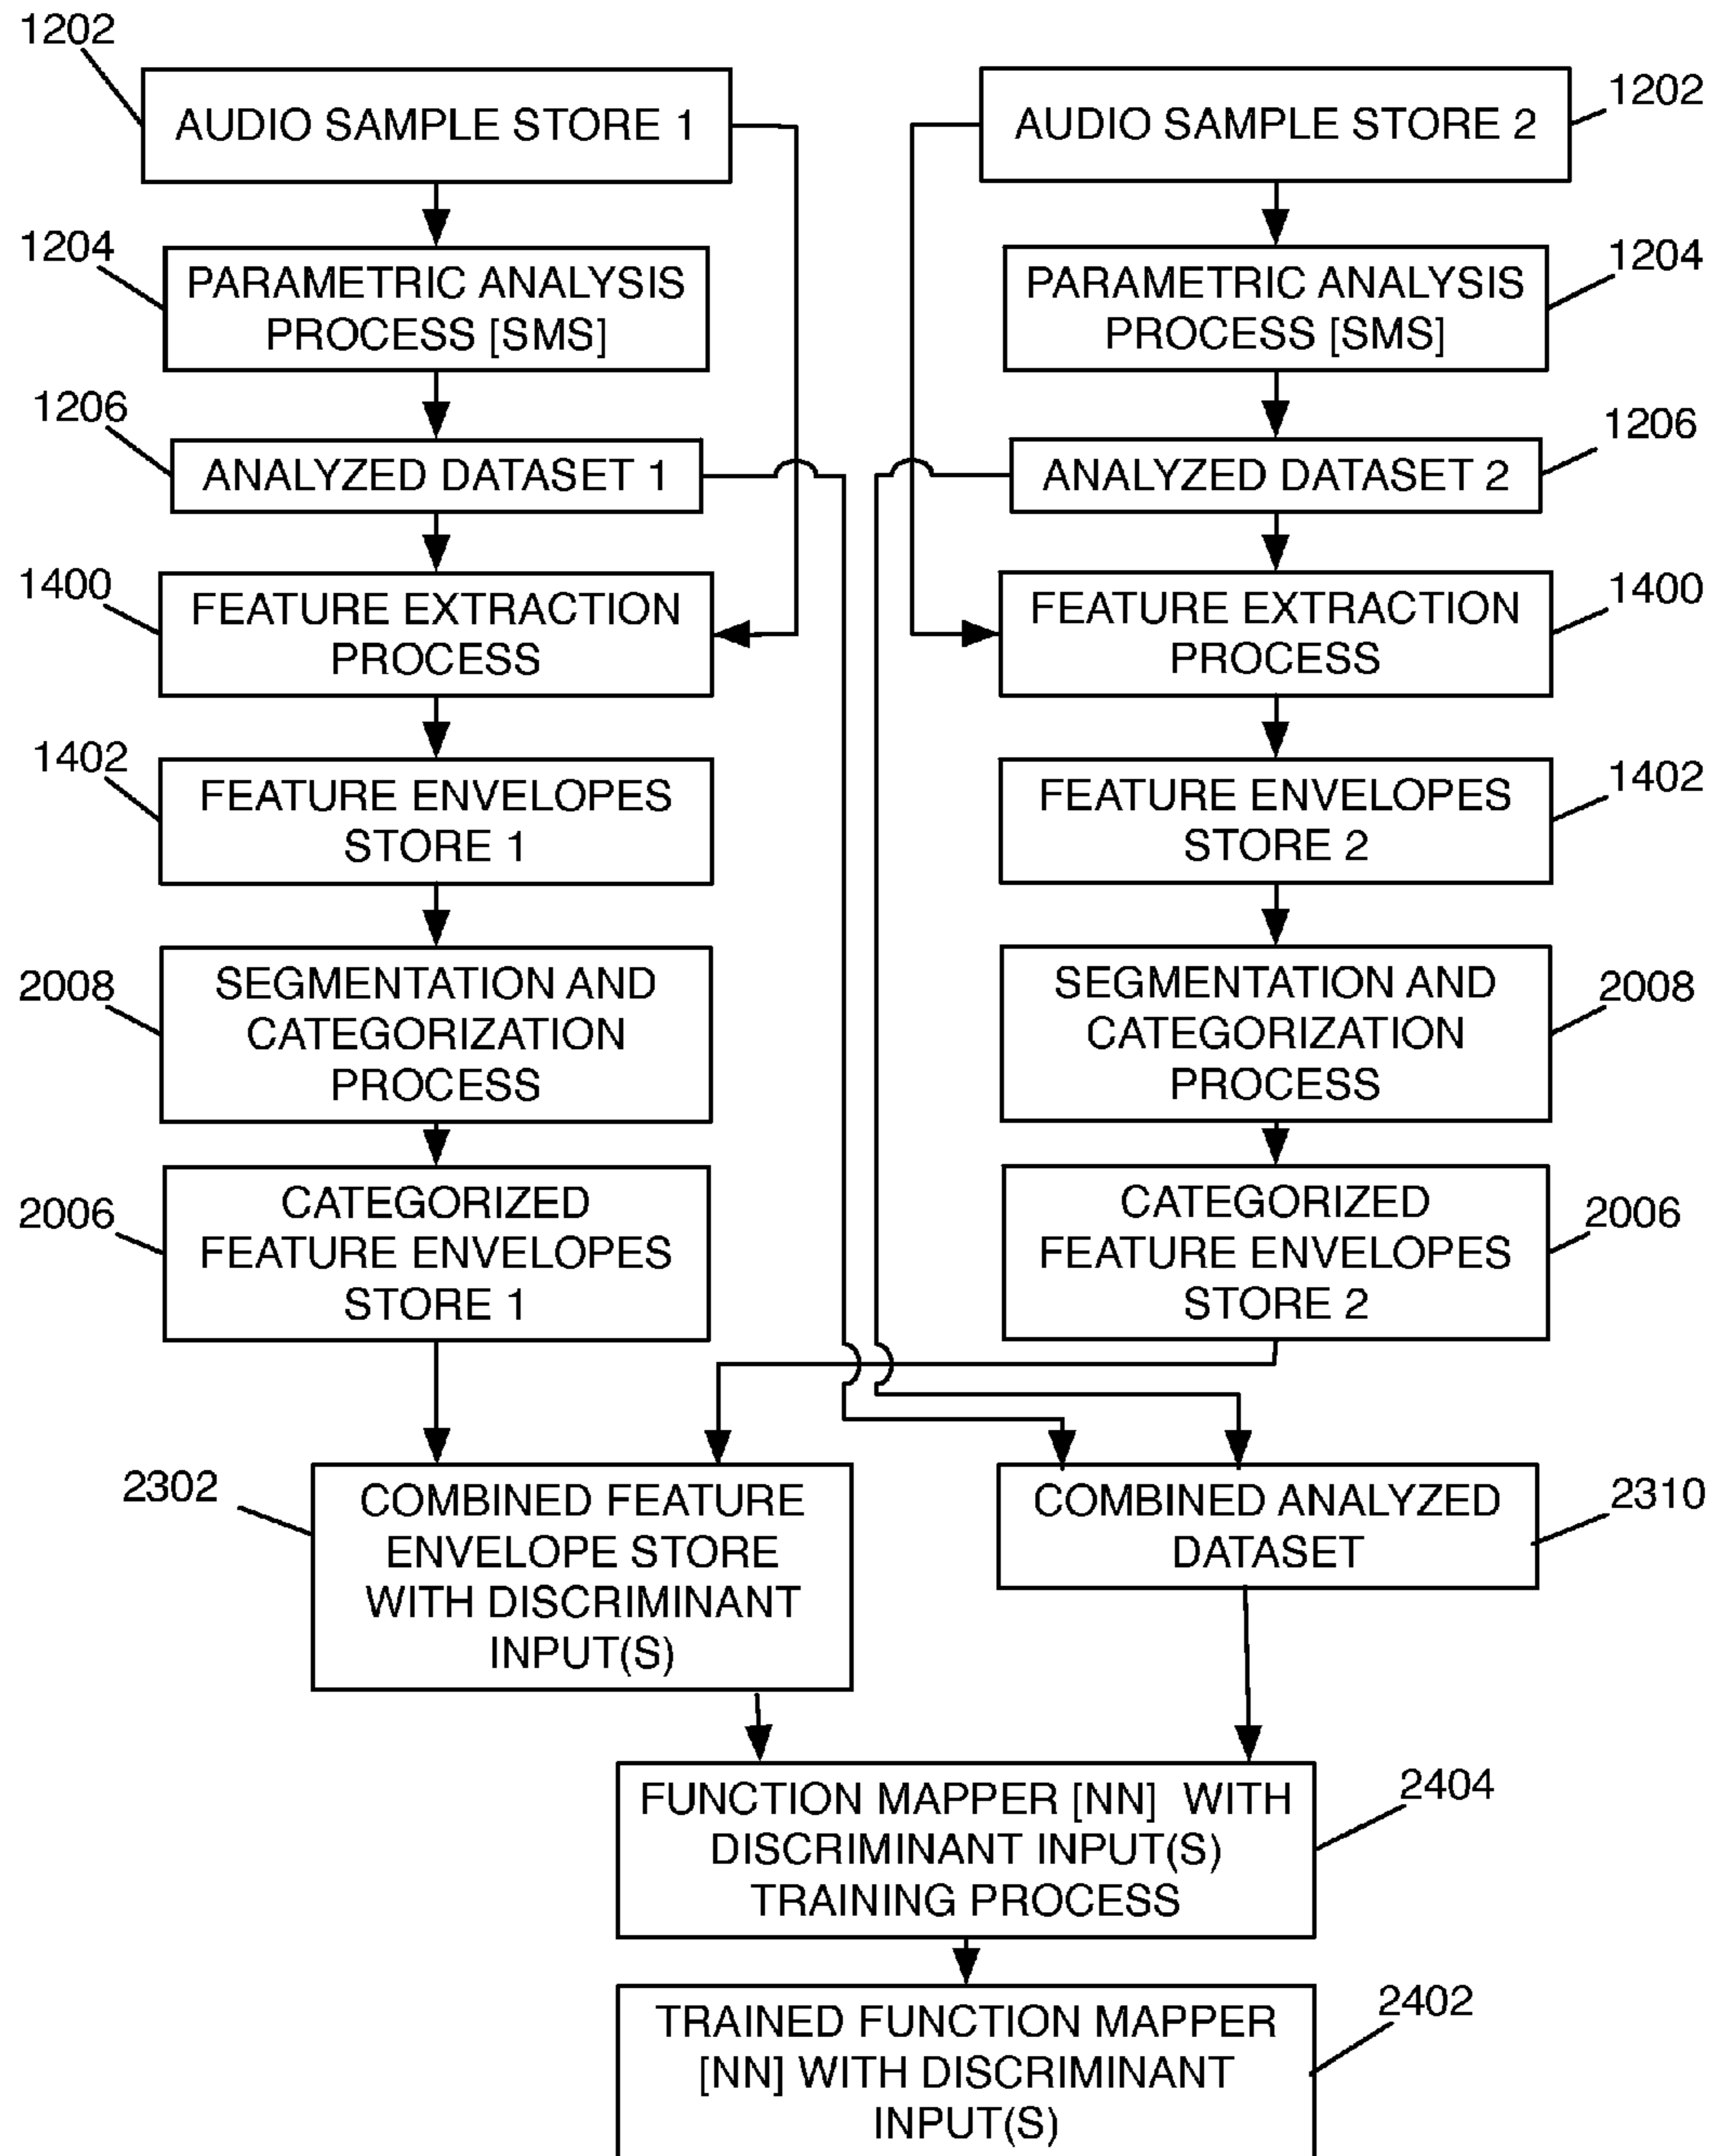 1202
AUDIO SAMPLE STORE 1
AUDIO SAMPLE STORE 2
1202
1204
PARAMETRIC ANALYSIS
PROCESS [SMS]
PARAMETRIC ANALYSIS
PROCESS [SMS]
1204
1206
ANALYZED DATASET 1
ANALYZED DATASET 2
1206
1400
FEATURE EXTRACTION
PROCESS
FEATURE EXTRACTION
PROCESS
1400
1402
FEATURE ENVELOPES
STORE 1
FEATURE ENVELOPES
STORE 2
1402
2008
SEGMENTATION AND
CATEGORIZATION
PROCESS
SEGMENTATION AND
CATEGORIZATION
PROCESS
2008
2006
CATEGORIZED
FEATURE ENVELOPES
STORE 1
CATEGORIZED
FEATURE ENVELOPES
STORE 2
2006
2302
COMBINED FEATURE
ENVELOPE STORE
WITH DISCRIMINANT
INPUT(S)
COMBINED ANALYZED
DATASET
2310
FUNCTION MAPPER [NN] WITH
DISCRIMINANT INPUT(S)
TRAINING PROCESS
2404
TRAINED FUNCTION MAPPER
[NN] WITH DISCRIMINANT
INPUT(S)
2402